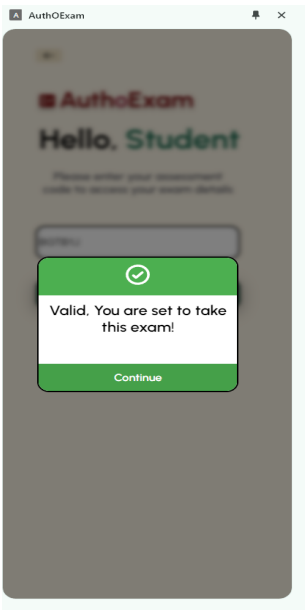 A AuthOExam
AuthoExam
Hello, Student
Please enter your assessment
code to access your exam details
Valid, You are set to take
this exam!
Continue